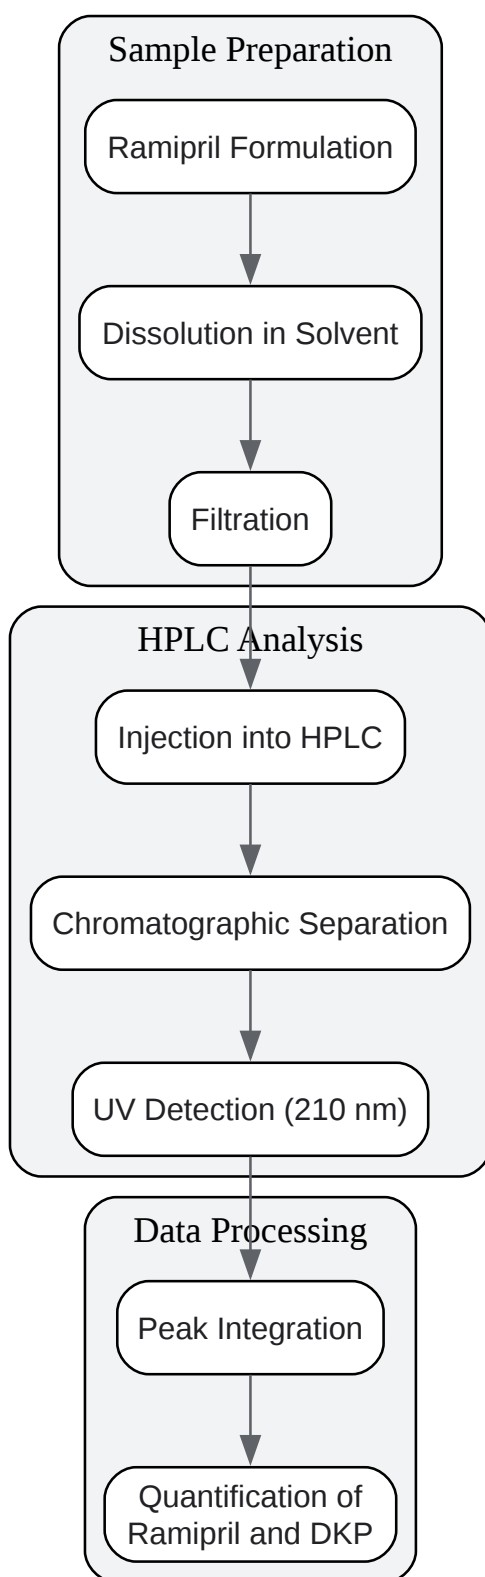 Sample Preparation
Ramipril Formulation
Dissolution in Solvent
Filtration
HPLC Analysis
Injection into HPLC
Chromatographic Separation
UV Detection (210 nm)
Data Processing
Peak Integration
Quantification of
Ramipril and DKP